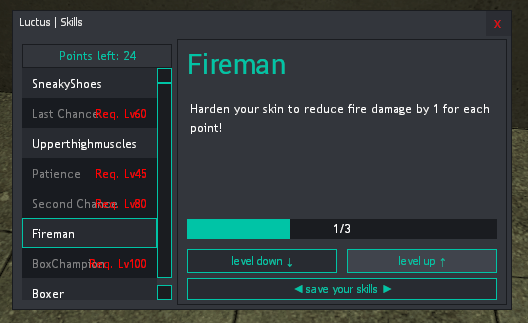 Luctus | Skills
x
Points left: 24
SneakyShoes
Last Chance Req. Lv60
Upperthighmuscles
Patience Req. Lv45
Second Chance Req. Lv80
Fireman
BoxChampion Req. Lv100
Boxer
Fireman
Harden your skin to reduce fire damage by 1 for each
point!
1/3
level down ↓
level up ↑
◀ save your skills ▶